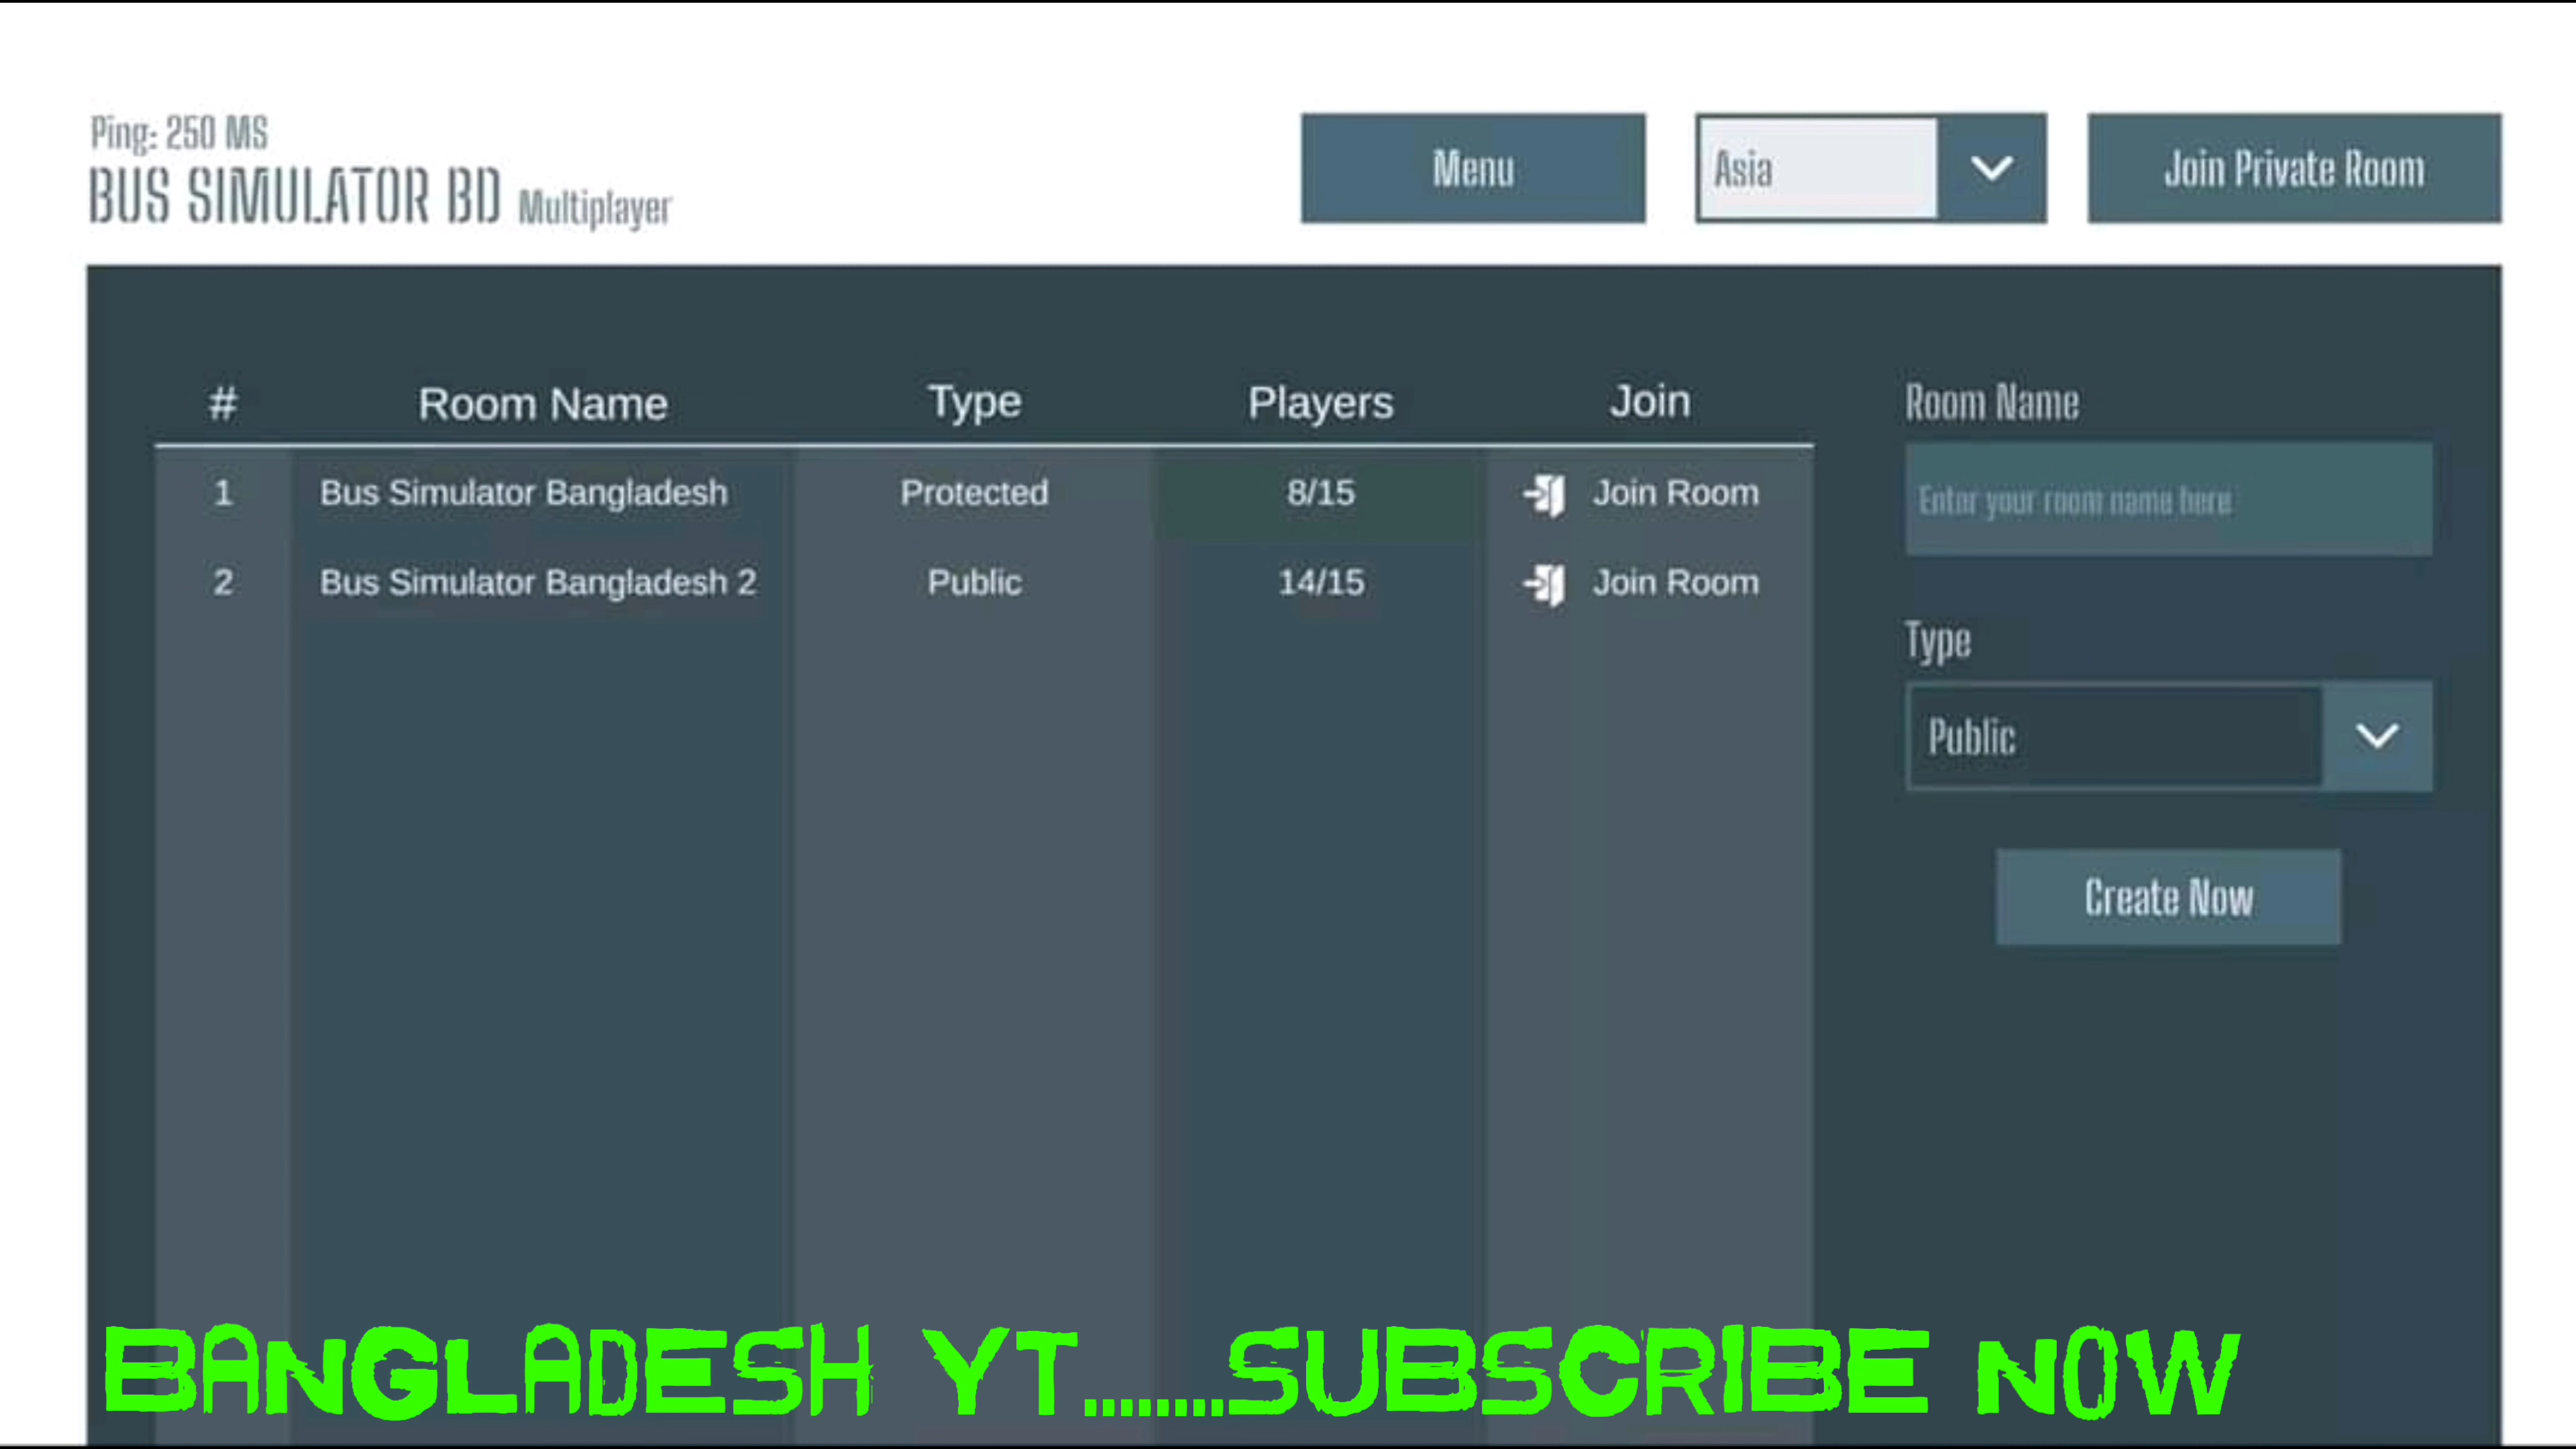 Ping: 250 MS
BUS SIMULATOR BD Multiplayer
Menu
Asia
Join Private Room
# Room Name Type Players Join
1 Bus Simulator Bangladesh Protected 8/15 Join Room
2 Bus Simulator Bangladesh 2 Public 14/15 Join Room
Room Name
Enter your room name here
Type
Public
Create Now
BANGLADESH YT........SUBSCRIBE NOW